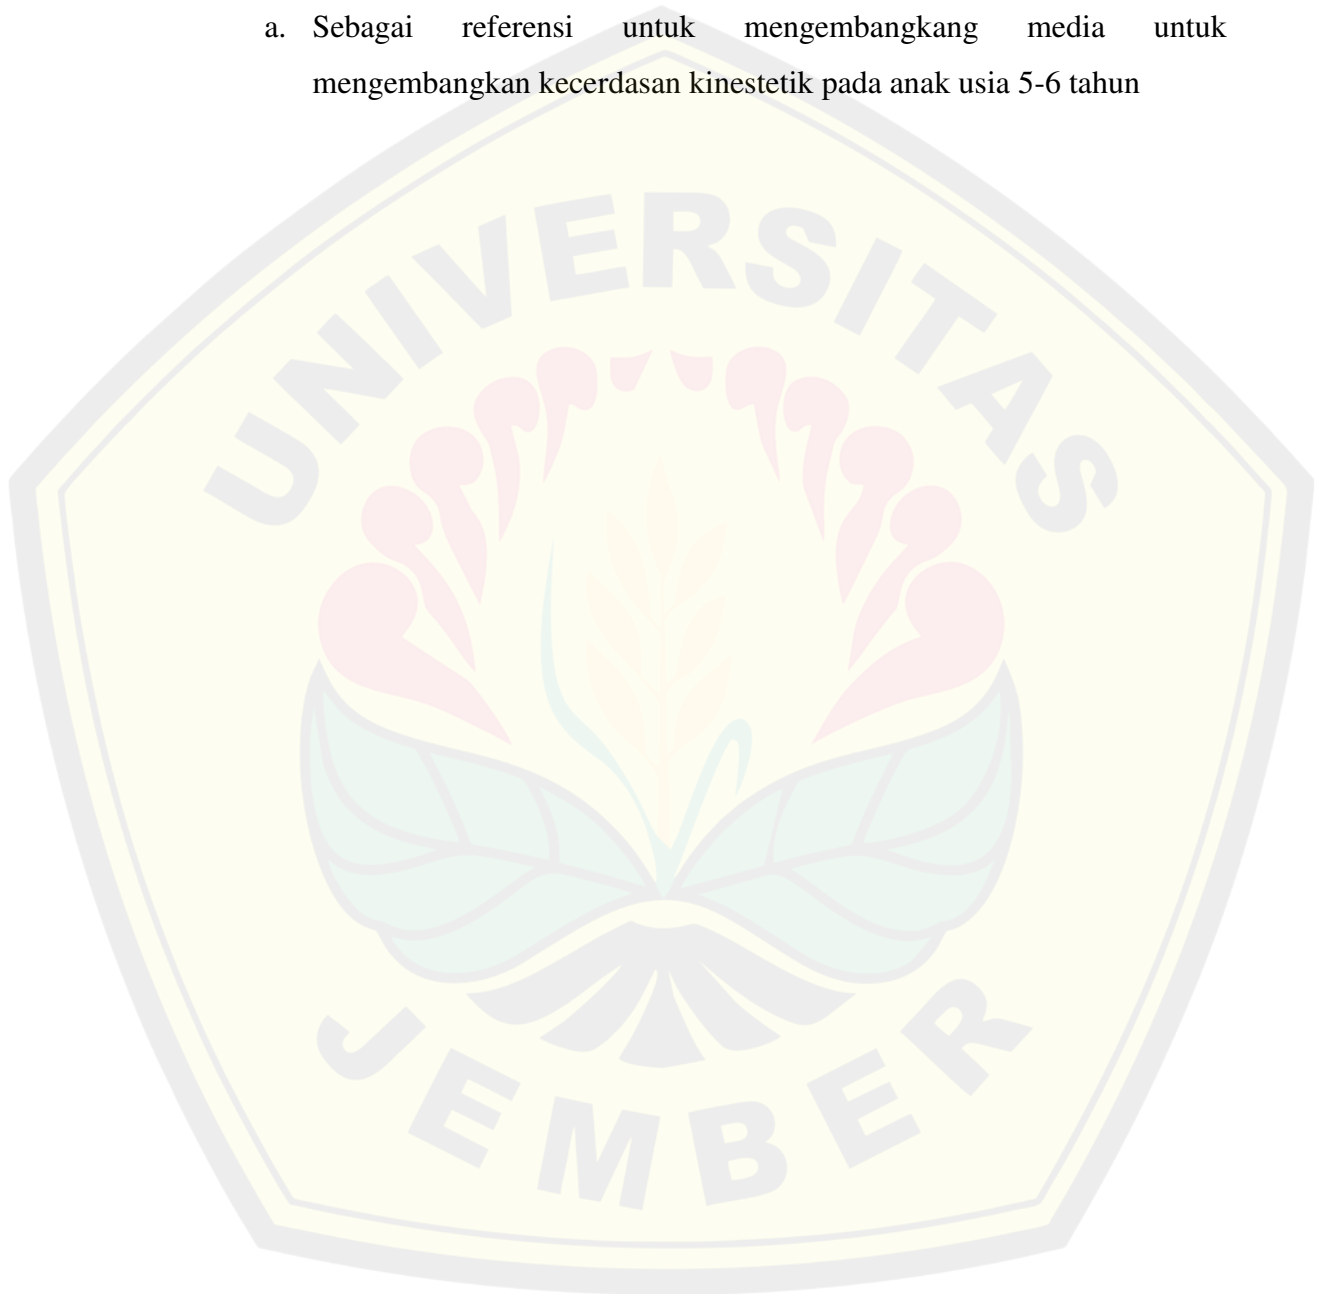 a. Sebagai referensi untuk mengembangkang media untuk
mengembangkan kecerdasan kinestetik pada anak usia 5-6 tahun
UNIVERSITAS
JEMBER